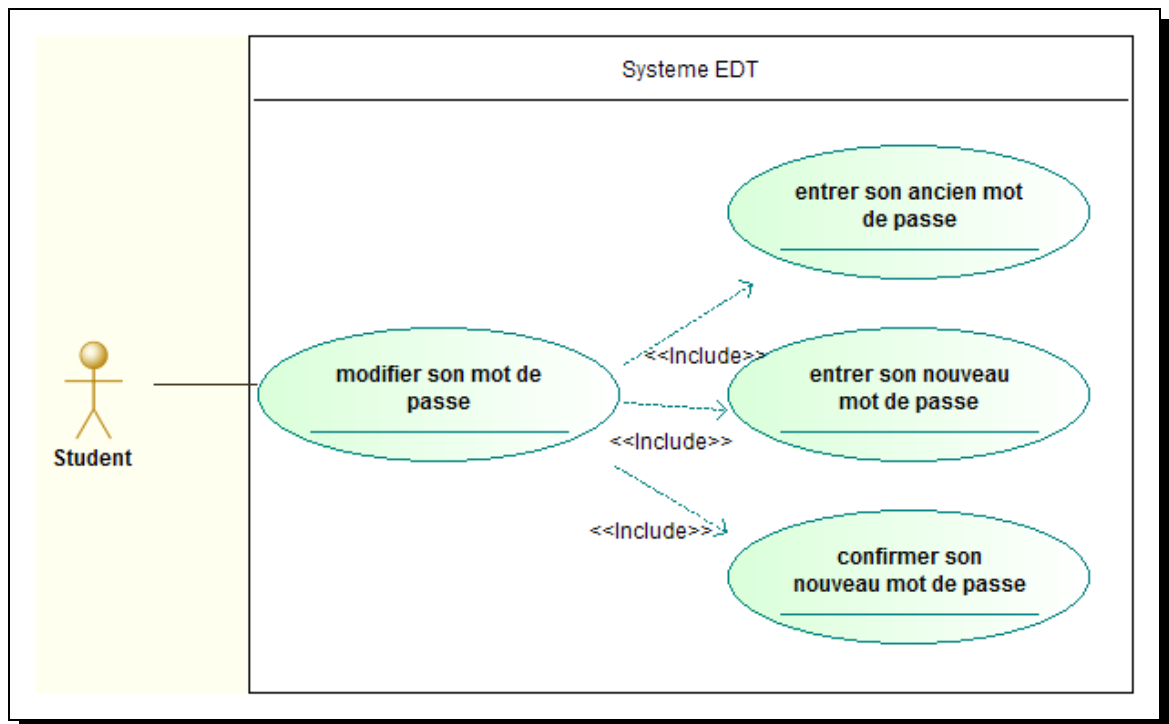 Systeme EDT
entrer son ancien mot
de passe
<<Include>>
modifier son mot de
passe
entrer son nouveau
mot de passe
<<Include>>
Student
<<Include>>
confirmer son
nouveau mot de passe